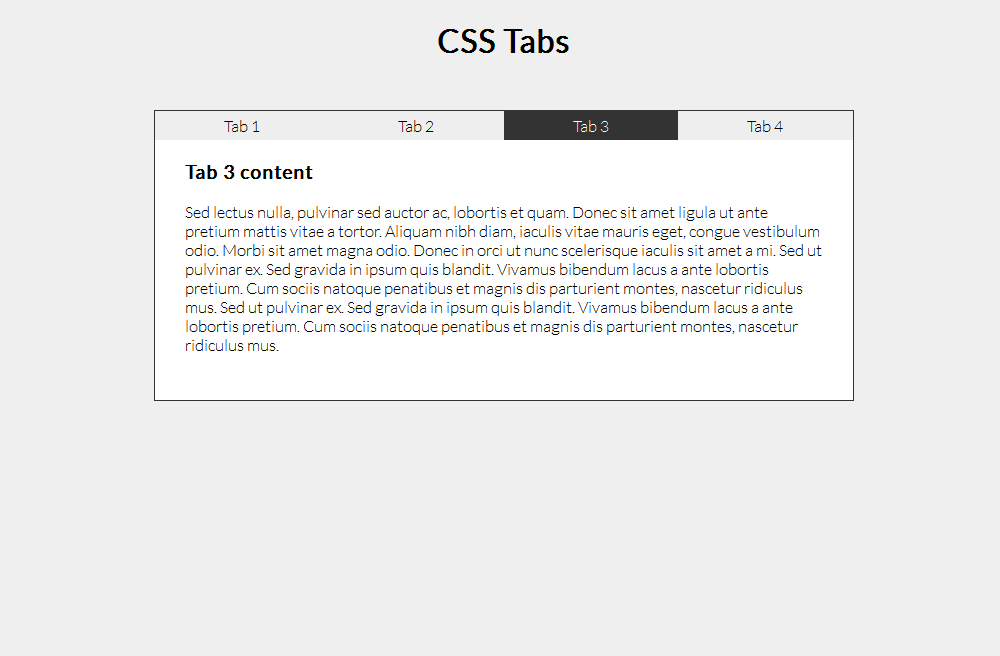 CSS Tabs
Tab 1 Tab 2 Tab 3 Tab 4
Tab 3 content
Sed lectus nulla, pulvinar sed auctor ac, lobortis et quam. Donec sit amet ligula ut ante
pretium mattis vitae a tortor. Aliquam nibh diam, iaculis vitae mauris eget, congue vestibulum
odio. Morbi sit amet magna odio. Donec in orci ut nunc scelerisque iaculis sit amet a mi. Sed ut
pulvinar ex. Sed gravida in ipsum quis blandit. Vivamus bibendum lacus a ante lobortis
pretium. Cum sociis natoque penatibus et magnis dis parturient montes, nascetur ridiculus
mus. Sed ut pulvinar ex. Sed gravida in ipsum quis blandit. Vivamus bibendum lacus a ante
lobortis pretium. Cum sociis natoque penatibus et magnis dis parturient montes, nascetur
ridiculus mus.